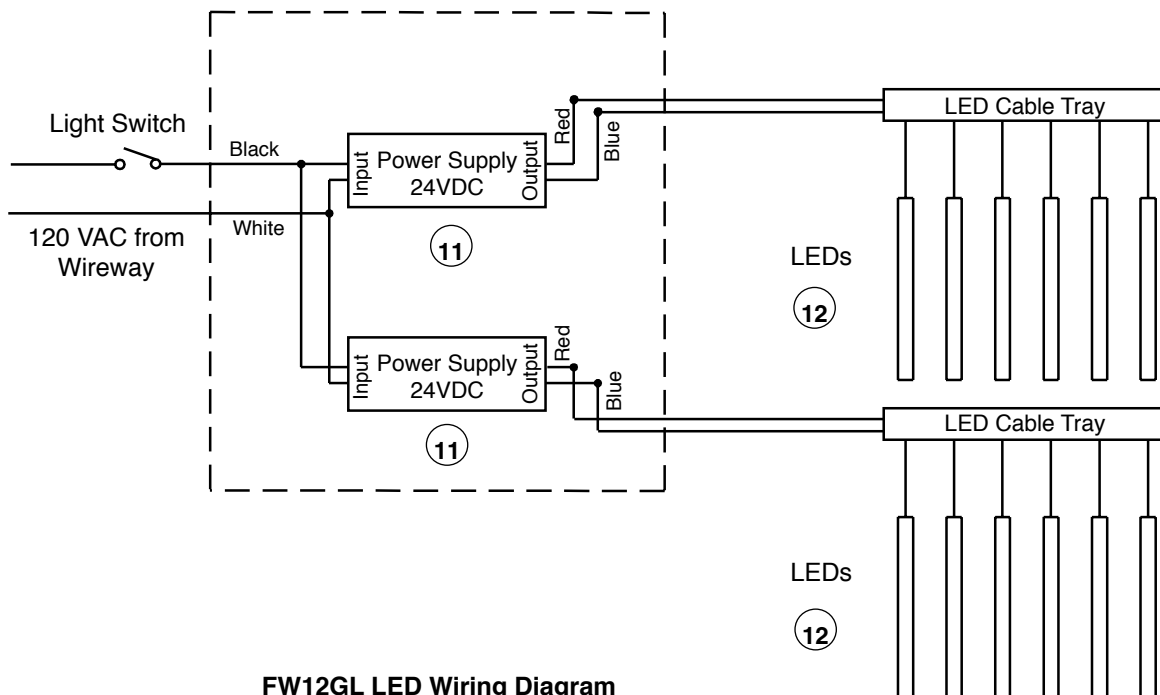 LED Cable Tray
Light Switch
Black
Red
Blue
Input
Power Supply
24VDC
Output
White
120 VAC from
Wireway
11
LEDs
12
Red
Blue
Input
Power Supply
24VDC
Output
11
LED Cable Tray
LEDs
12
FW12GL LED Wiring Diagram